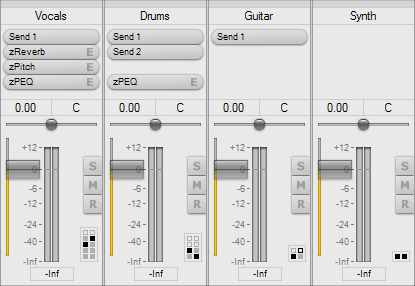 Vocals Drums Guitar Synth
Send 1 Send 1 Send 1
zReverb E Send 2
zPitch E
zPEQ E zPEQ E
0.00 C 0.00 C 0.00 C 0.00 C
+12 +12 +12 +12
S S S S
0 0 0 0
-6 -6 -6 -6
M M M M
-12 -12 -12 -12
R R R R
-24 -24 -24 -24
-40 -40 -40 -40
-Inf -Inf -Inf -Inf
-Inf -Inf -Inf -Inf